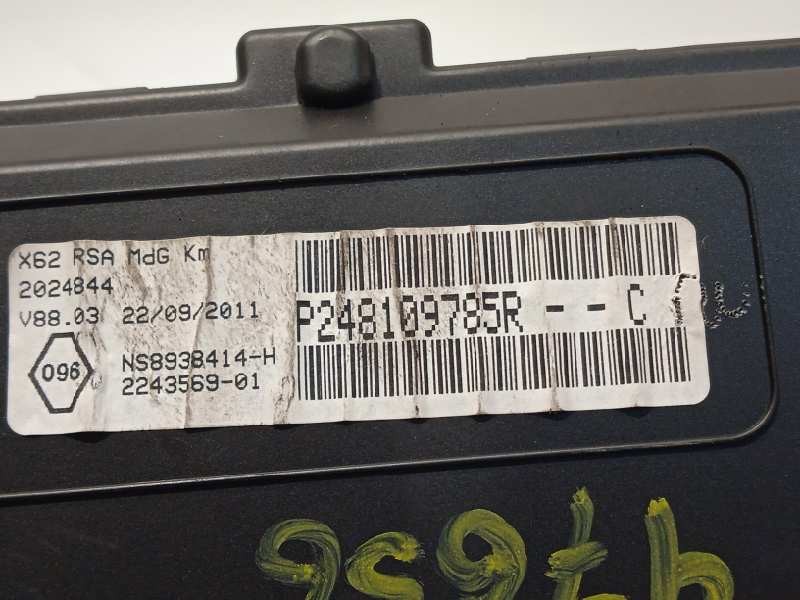 X62 RSA MdG Km
2024844
V88.03 22/09/2011
096
NS8938414-H
2243569-01
P248109785R - - C